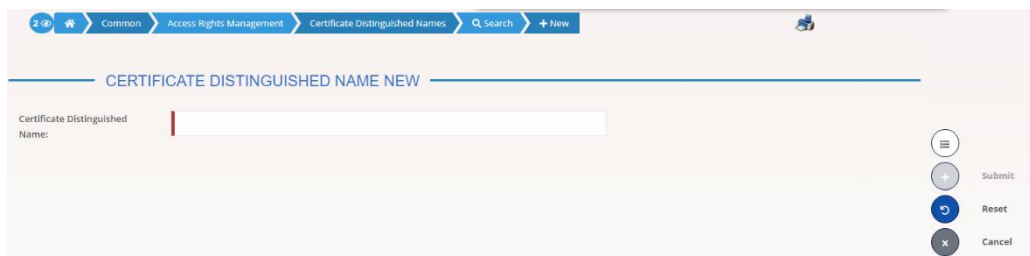 2 Common Access Rights Management Certificate Distinguished Names Search + New
CERTIFICATE DISTINGUISHED NAME NEW
Certificate Distinguished
Name:
Submit
Reset
Cancel